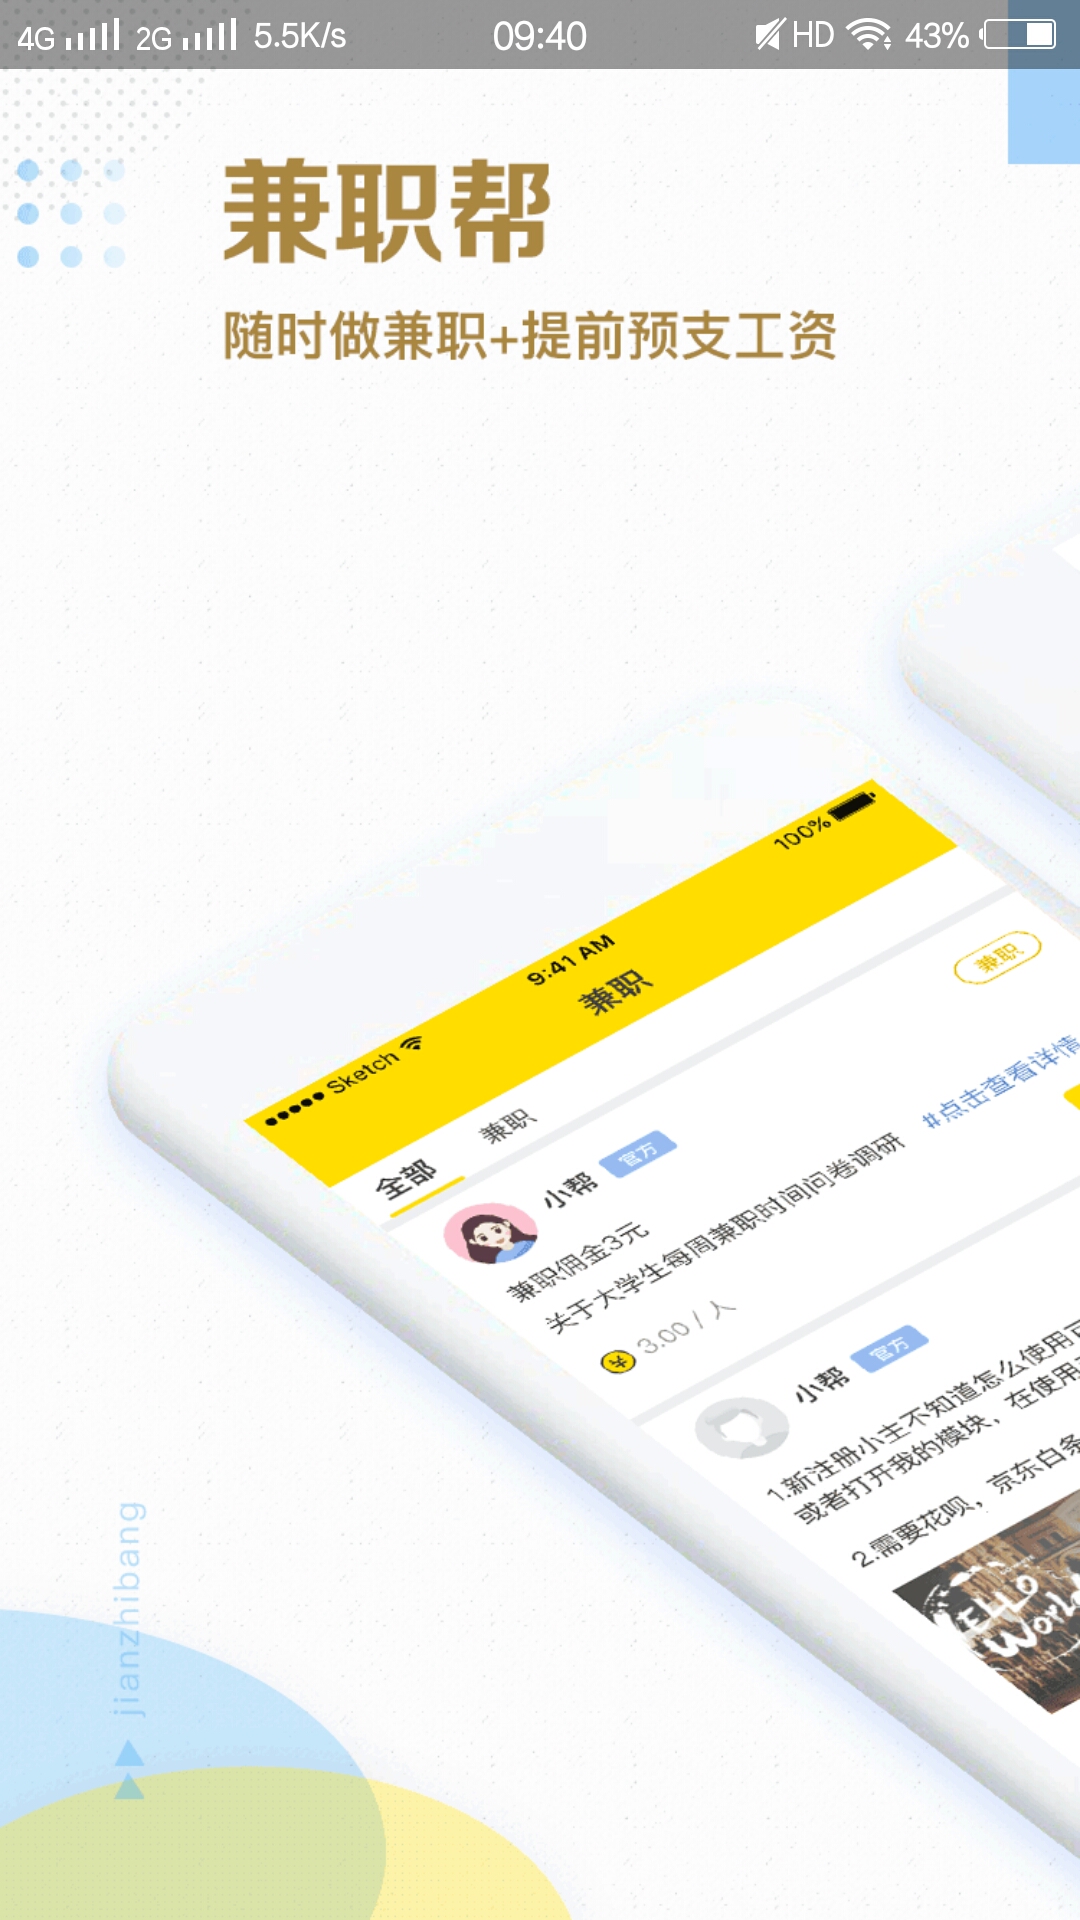 4G 2G 5.5K/s 09:40 HD 43%
兼职帮
随时做兼职+提前预支工资
100%
9:41 AM
Sketch
兼职
兼职
全部
兼职
小帮 官方
#点击查看详情
兼职佣金3元
关于大学生每周兼职时间问卷调研
3.00 / 人
小帮 官方
1.新注册小主不知道怎么使用
或者打开我的模块，在使用
2.需要花呗，京东白条
HELLO
World
jianzhibang